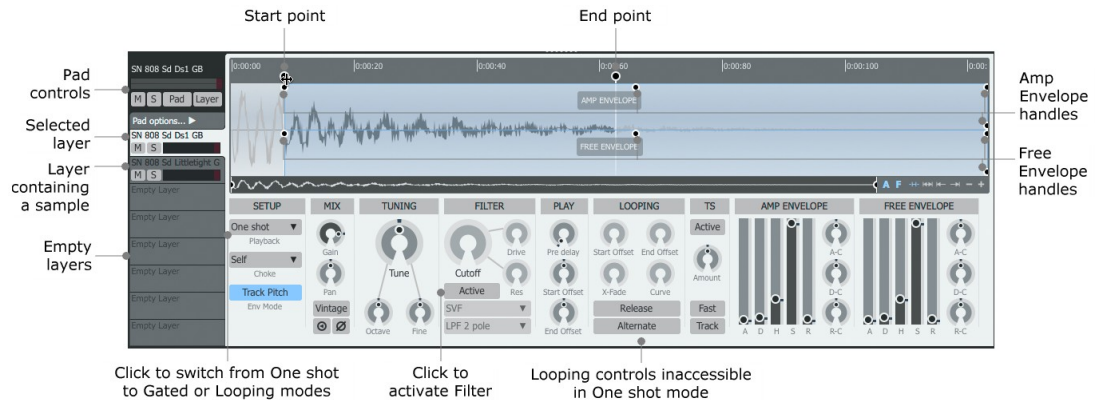 Start point
End point
Pad
controls
Selected
layer
Layer
containing
a sample
Empty
layers
SN 808 Sd Ds1 GB
M S Pad Layer
Pad options... ▶
SN 808 Sd Ds1 GB
M S
SN 808 Sd Littletight G
M S
Empty Layer
Empty Layer
Empty Layer
Empty Layer
Empty Layer
Empty Layer
0:00:00 0:00:20 0:00:40 0:00:60 0:00:80 0:00:100 0:00:
AMP ENVELOPE
FREE ENVELOPE
A F
Amp
Envelope
handles
Free
Envelope
handles
SETUP MIX TUNING FILTER PLAY LOOPING TS AMP ENVELOPE FREE ENVELOPE
One shot ▼
Playback
Self ▼
Choke
Track Pitch
Env Mode
Gain
Pan
Vintage
Tune
Octave Fine
Cutoff
Drive
Res
Active
SVF ▼
LPF 2 pole ▼
Pre delay
Start Offset
End Offset
Start Offset End Offset
X-Fade Curve
Release
Alternate
Active
Amount
Fast
Track
A D H S R
A-C
D-C
R-C
A D H S R
A-C
D-C
R-C
Click to switch from One shot
to Gated or Looping modes
Click to
activate Filter
Looping controls inaccessible
in One shot mode